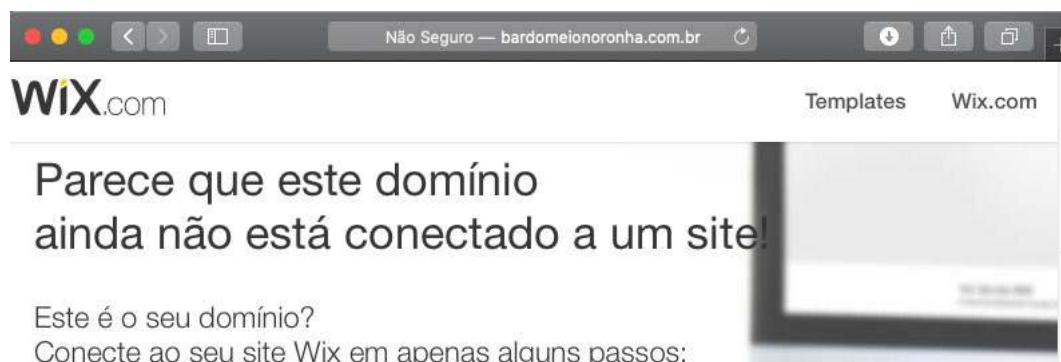 Não Seguro — bardomeionoronha.com.br
WiX.com
Templates Wix.com
Parece que este domínio
ainda não está conectado a um site!
Este é o seu domínio?
Conecte ao seu site Wix em apenas alguns passos: